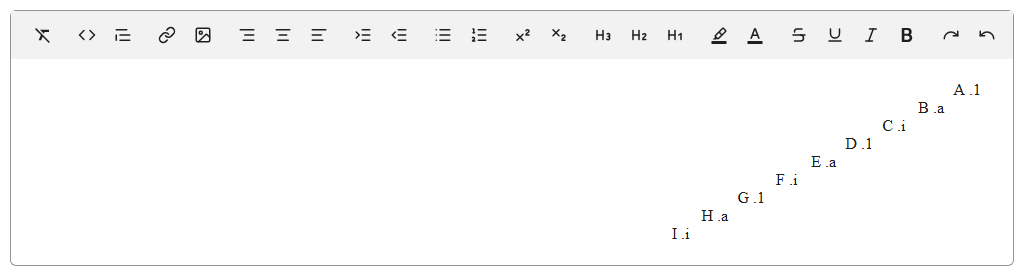 x² x₂ H₃ H₂ H₁ A S U I B
A .1
B .a
C .i
D .1
E .a
F .i
G .1
H .a
I .i